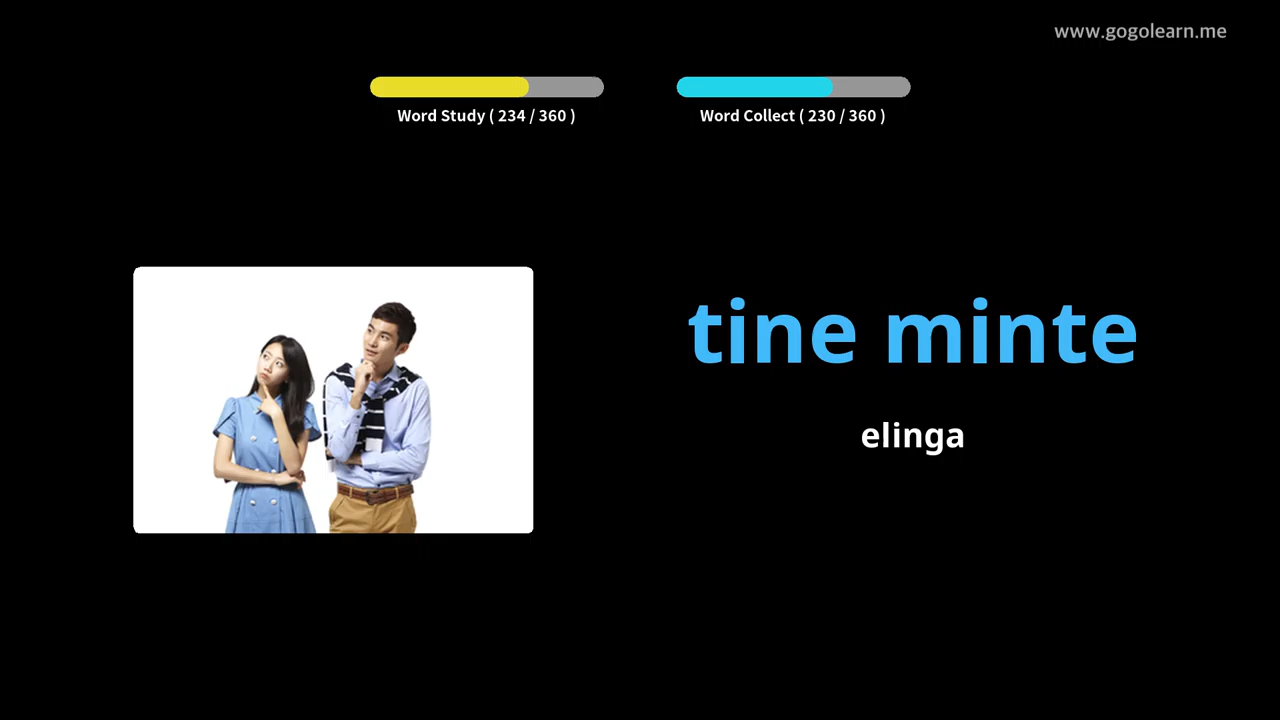 www.gogolearn.me
Word Study ( 234 / 360 )
Word Collect ( 230 / 360 )
tine minte
elinga